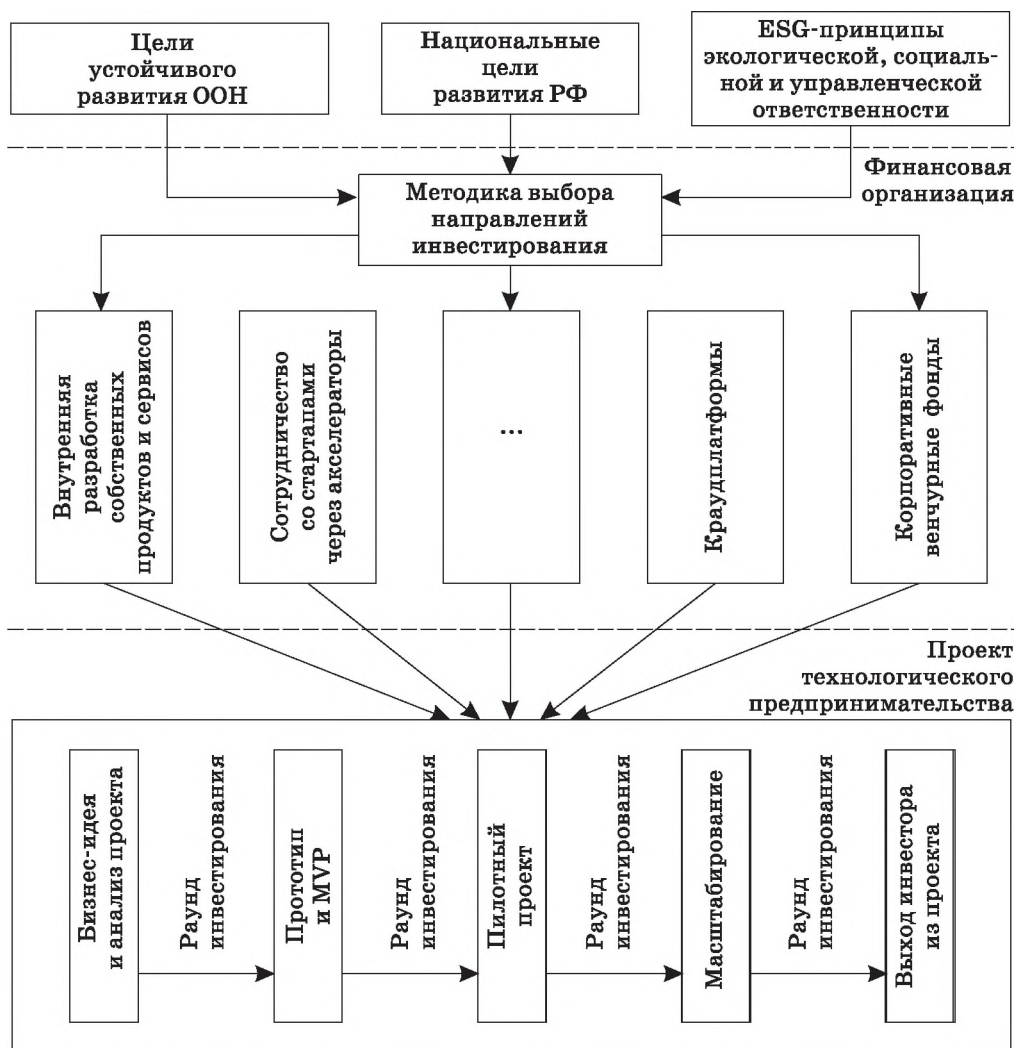 Цели
устойчивого
развития ООН
Национальные
цели
развития РФ
ESG-принципы
экологической, социаль-
ной и управленческой
ответственности
Финансовая
организация
Методика выбора
направлений
инвестирования
Внутренняя
разработка
собственных
продуктов и сервисов
Сотрудничество
со стартапами
через акселераторы
...
Краудплатформы
Корпоративные
венчурные фонды
Проект
технологического
предпринимательства
Бизнес-идея
и анализ проекта
Раунд
инвестирования
Прототип
и MVP
Раунд
инвестирования
Пилотный
проект
Раунд
инвестирования
Масштабирование
Раунд
инвестирования
Выход инвестора
из проекта